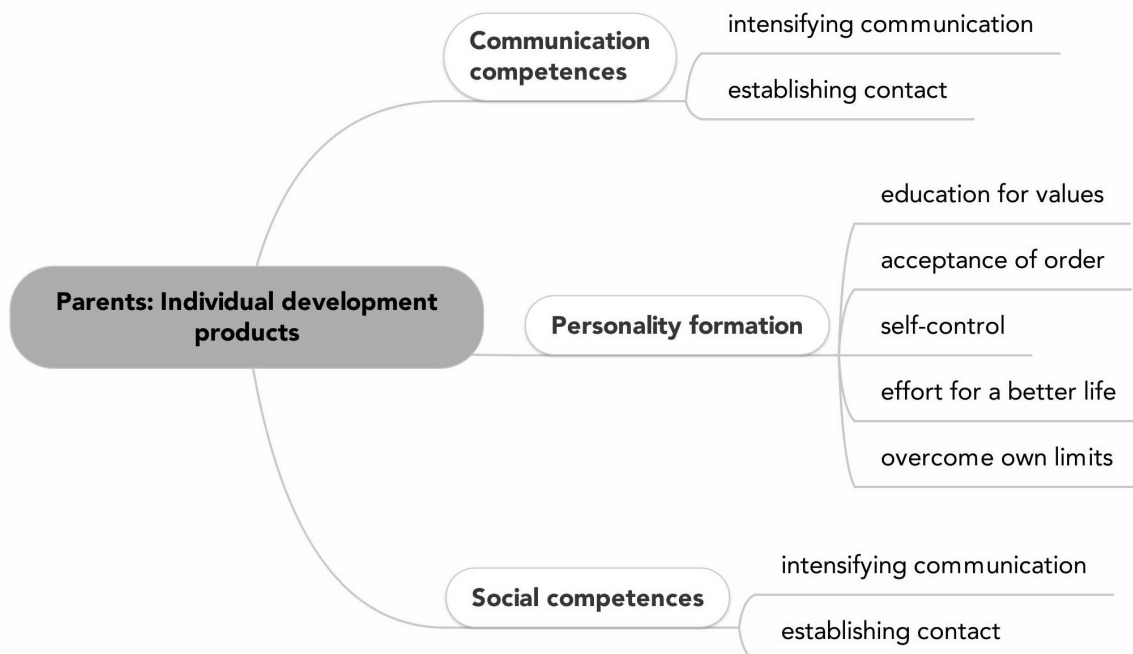 Communication
competences
intensifying communication
establishing contact
Parents: Individual development
products
Personality formation
education for values
acceptance of order
self-control
effort for a better life
overcome own limits
Social competences
intensifying communication
establishing contact